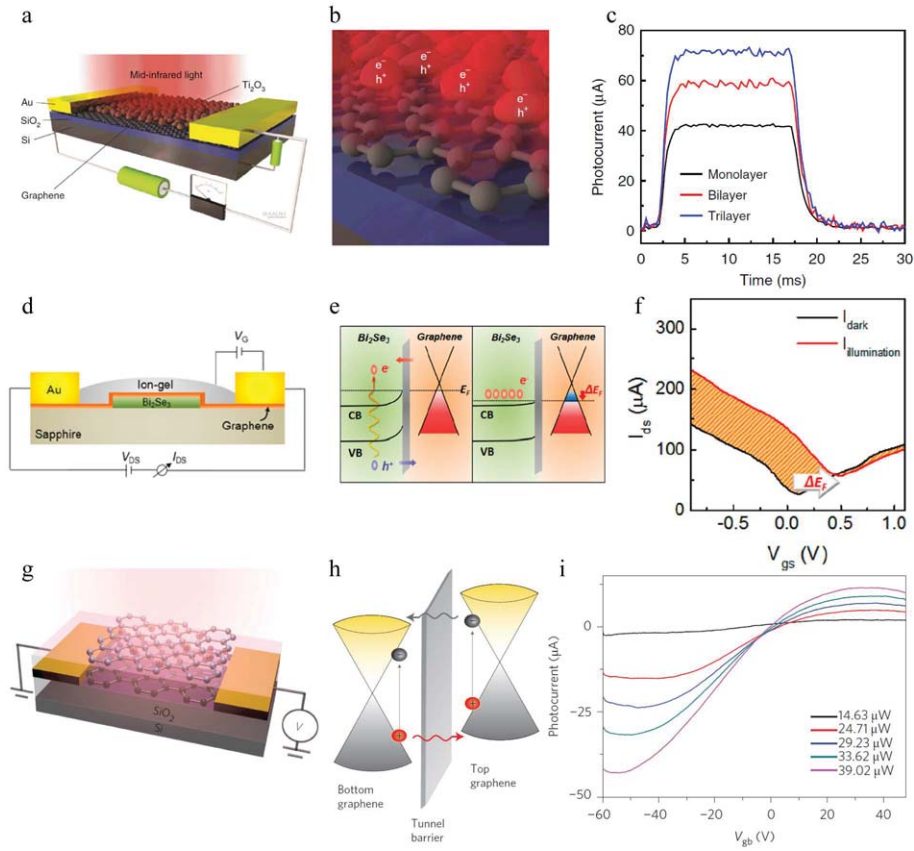 a
Mid-infrared light
Ti2O3
Au
SiO2
Si
Graphene
b
e−
h+
e−
h+
e−
h+
e−
h+
c
Photocurrent (μA)
80
60
40
20
0
Monolayer
Bilayer
Trilayer
0 5 10 15 20 25 30
Time (ms)
d
VG
Au
Ion-gel
Bi2Se3
Graphene
Sapphire
VDS
IDS
e
Bi2Se3 Graphene Bi2Se3 Graphene
e-
EF
ΔEF
CB
VB
h+
e-
CB
VB
f
Ids (μA)
300
200
100
0
Idark
Iillumination
ΔEF
-0.5 0.0 0.5 1.0
Vgs (V)
g
SiO2
Si
V
h
−
−
+
+
Bottom
graphene
Top
graphene
Tunnel
barrier
i
Photocurrent (μA)
0
−25
−50
14.63 μW
24.71 μW
29.23 μW
33.62 μW
39.02 μW
−60 −40 −20 0 20 40
Vgb (V)